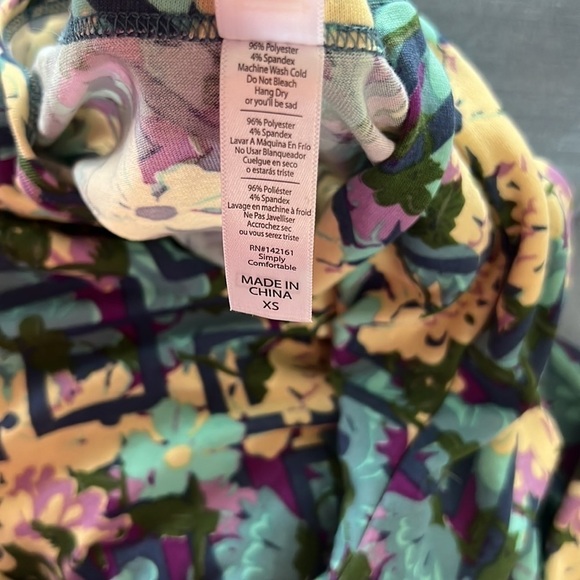 96% Polyester
4% Spandex
Machine Wash Cold
Do Not Bleach
Hang Dry
or you'll be sad
96% Polyester
4% Spandex
Lavar A Máquina En Frío
No Usar Blanqueador
Cuelgue en seco
o estarás triste
96% Poliéster
4% Spandex
Lavage en machine à froid
Ne Pas Javelliser
Accrochez sec
ou vous serez triste
RN#142161
Simply
Comfortable
MADE IN
CHINA
XS